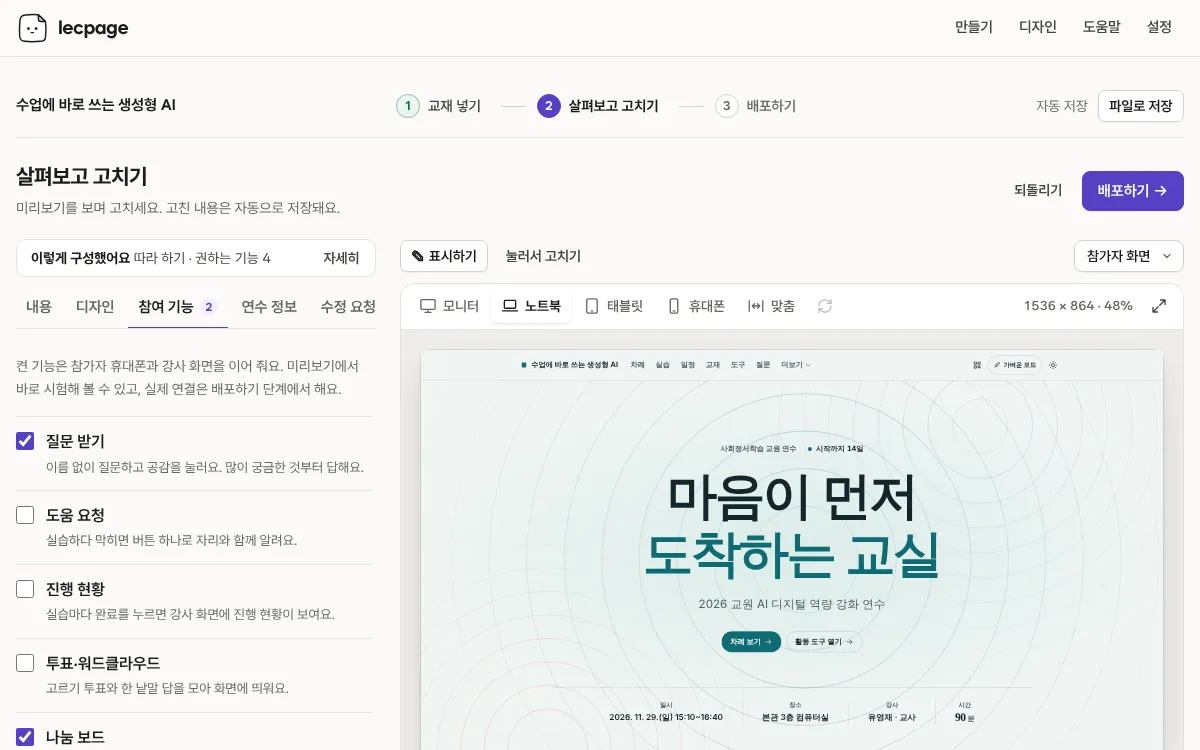 lecpage
만들기 디자인 도움말 설정
수업에 바로 쓰는 생성형 AI
1 교재 넣기
2 살펴보고 고치기
3 배포하기
자동 저장 파일로 저장
살펴보고 고치기
미리보기를 보며 고치세요. 고친 내용은 자동으로 저장돼요.
되돌리기 배포하기 →
이렇게 구성했어요 따라 하기 · 권하는 기능 4 자세히
내용 디자인 참여 기능 2 연수 정보 수정 요청
켠 기능은 참가자 휴대폰과 강사 화면을 이어 줘요. 미리보기에서
바로 시험해 볼 수 있고, 실제 연결은 배포하기 단계에서 해요.
질문 받기
이름 없이 질문하고 공감을 눌러요. 많이 궁금한 것부터 답해요.
도움 요청
실습하다 막히면 버튼 하나로 자리와 함께 알려요.
진행 현황
실습마다 완료를 누르면 강사 화면에 진행 현황이 보여요.
투표·워드클라우드
고르기 투표와 한 낱말 답을 모아 화면에 띄워요.
나눔 보드
표시하기 눌러서 고치기 참가자 화면
모니터 노트북 태블릿 휴대폰 맞춤 1536 × 864 · 48%
수업에 바로 쓰는 생성형 AI 차례 실습 일정 교재 도구 질문 더보기 가벼운 모드
사회정서학습 교원 연수 시작까지 14일
마음이 먼저
도착하는 교실
2026 교원 AI 디지털 역량 강화 연수
차례 보기 → 활동 도구 열기 →
일시 장소 강사 시간
2026. 11. 29.(일) 15:10~16:40 본관 3층 컴퓨터실 유영재 · 교사 90 분